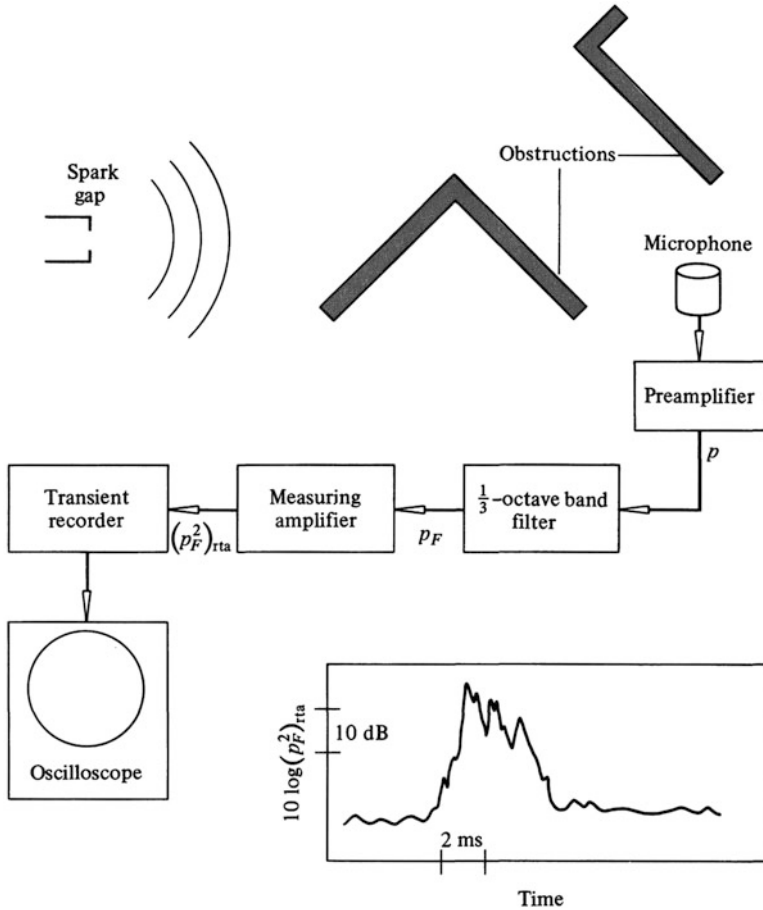 Obstructions
Spark
gap
Microphone
Preamplifier
p
Transient
recorder
(p_F^2)_rta
Measuring
amplifier
p_F
1/3-octave band
filter
Oscilloscope
10 log(p_F^2)_rta
10 dB
2 ms
Time